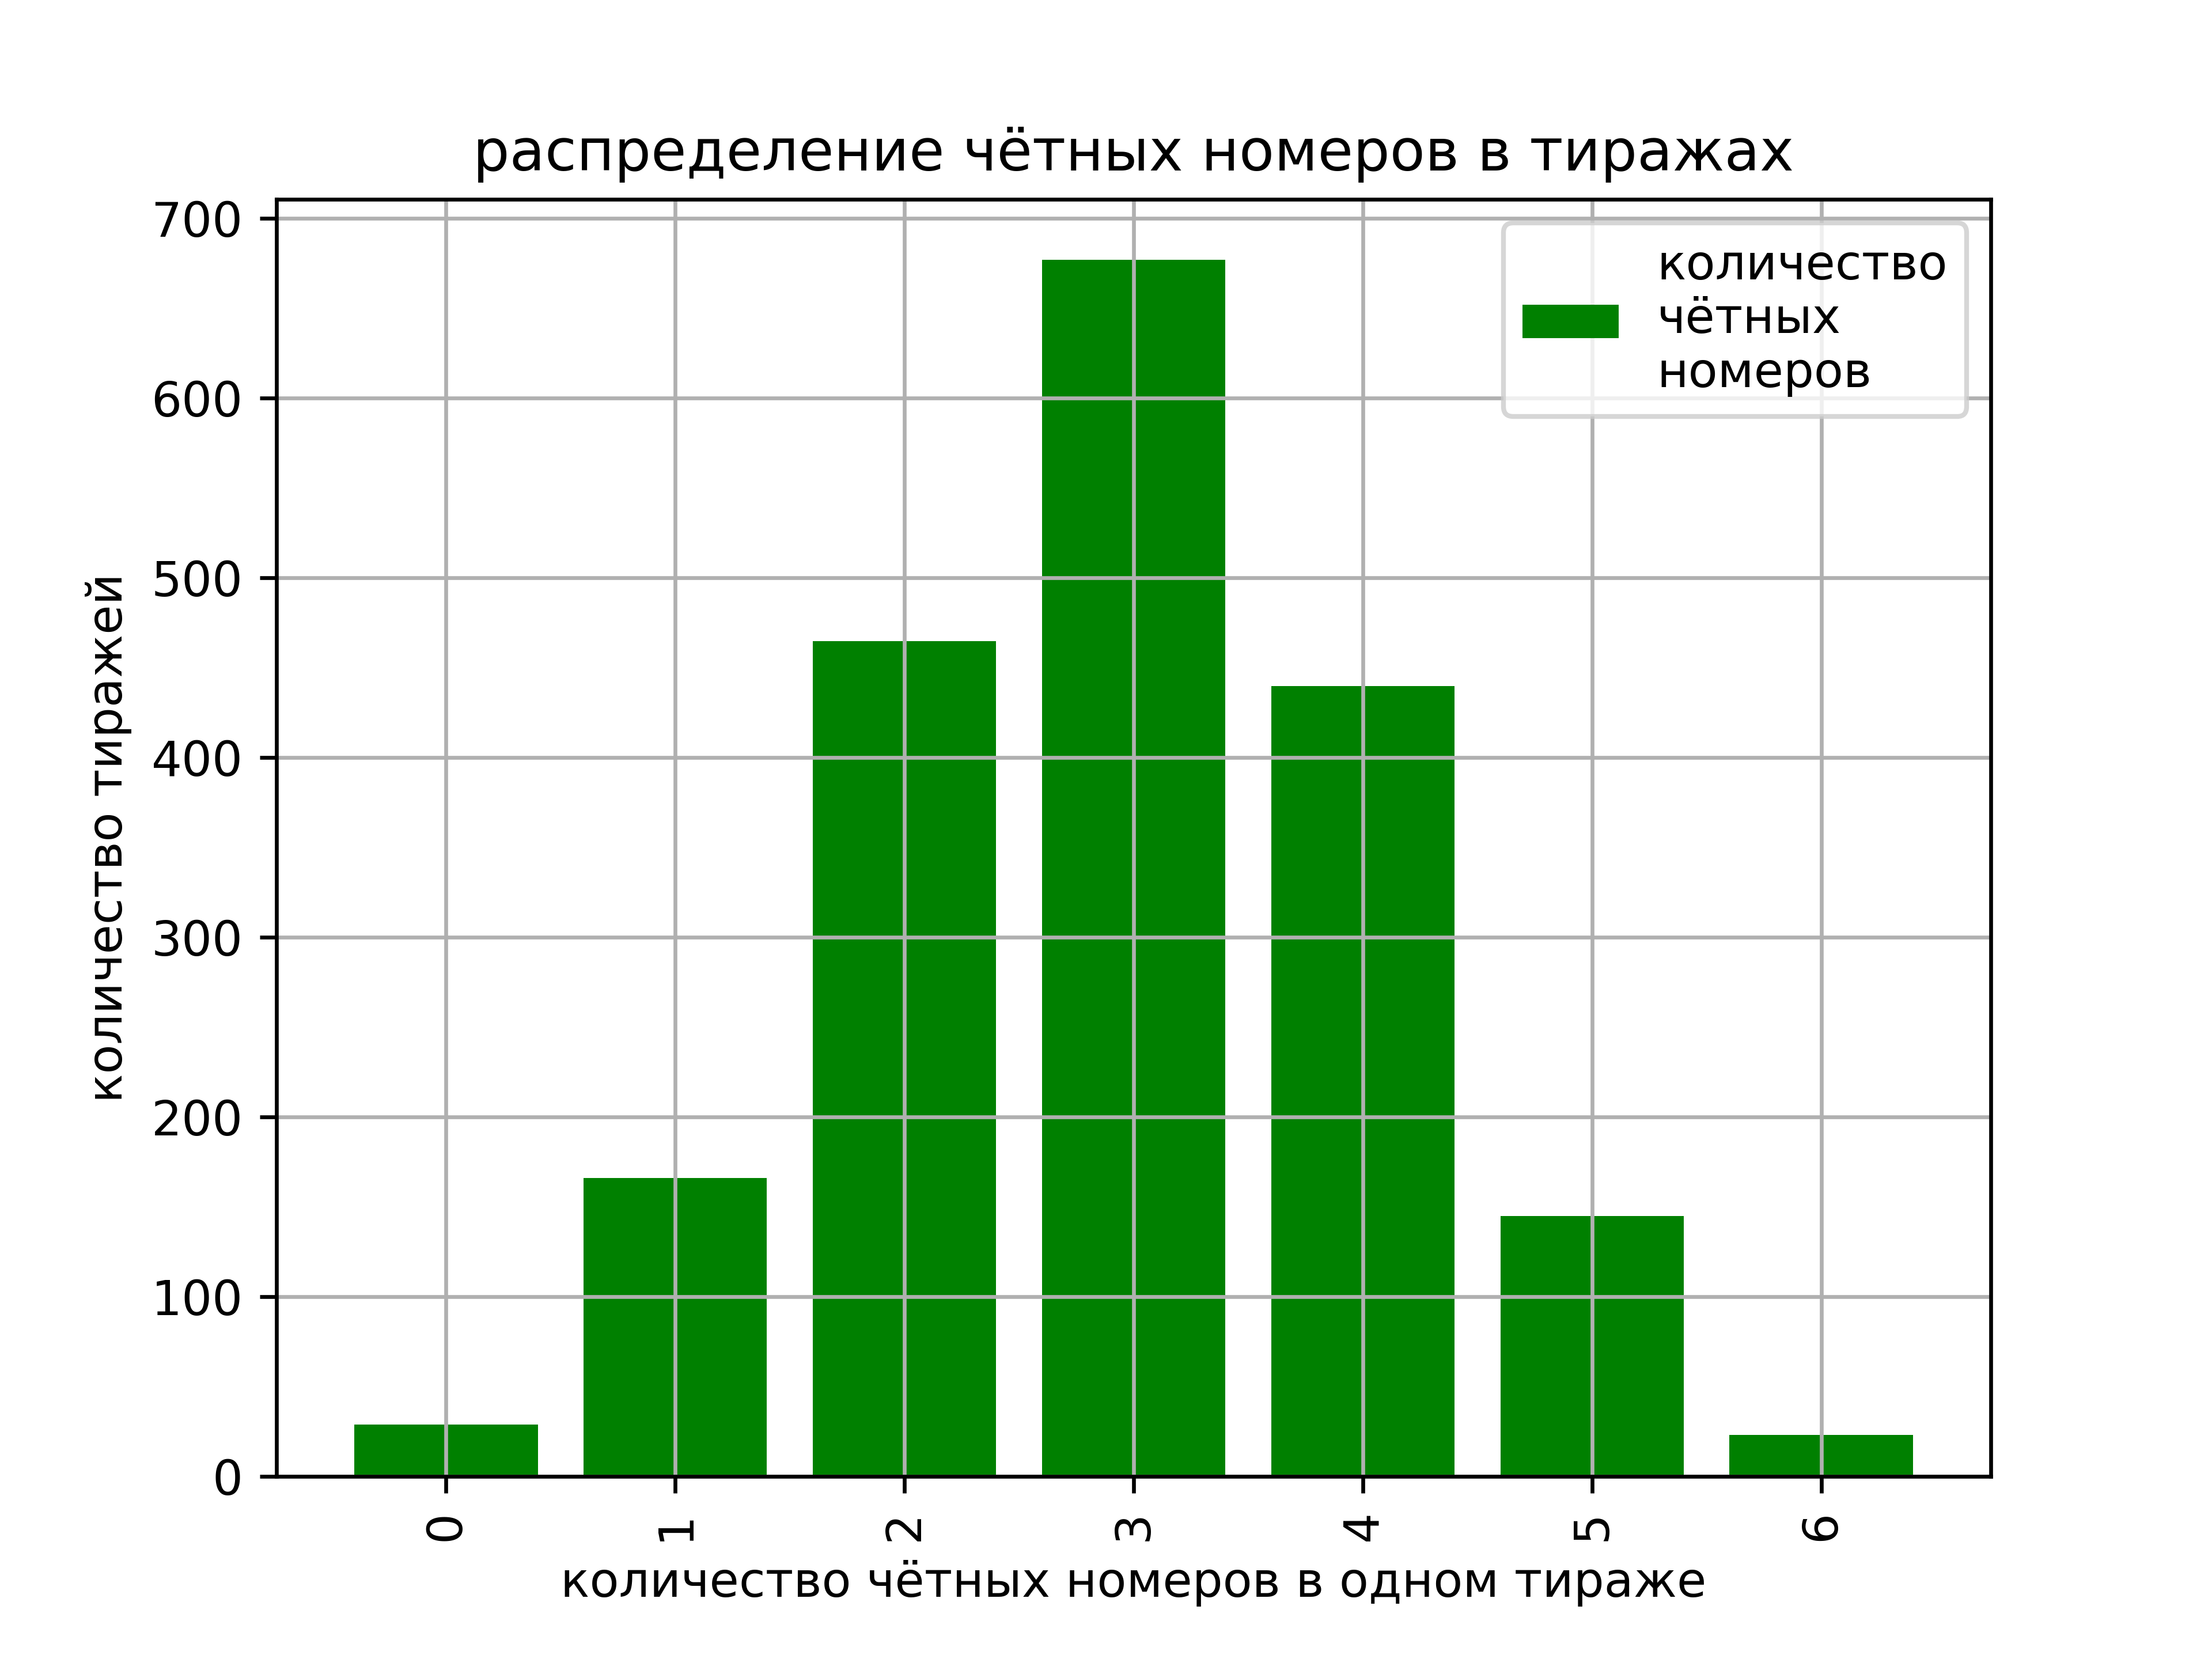 распределение чётных номеров в тиражах
количество
чётных
номеров
количество тиражей
700
600
500
400
300
200
100
0
0 1 2 3 4 5 6
количество чётных номеров в одном тираже